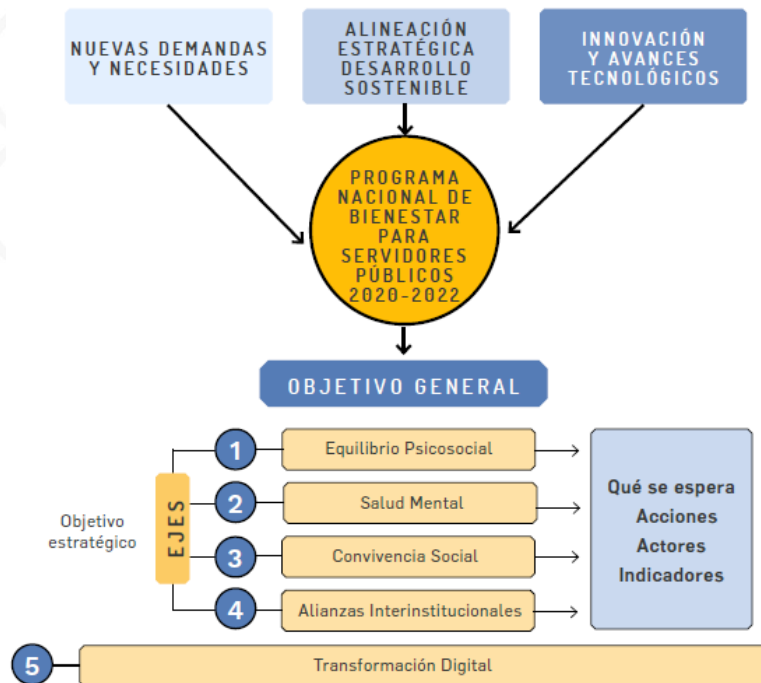 NUEVAS DEMANDAS
Y NECESIDADES
ALINEACIÓN
ESTRATÉGICA
DESARROLLO
SOSTENIBLE
INNOVACIÓN
Y AVANCES
TECNOLÓGICOS
PROGRAMA
NACIONAL DE
BIENESTAR
PARA
SERVIDORES
PÚBLICOS
2020-2022
OBJETIVO GENERAL
Objetivo
estratégico
EJES
1
Equilibrio Psicosocial
2
Salud Mental
3
Convivencia Social
4
Alianzas Interinstitucionales
Qué se espera
Acciones
Actores
Indicadores
5
Transformación Digital